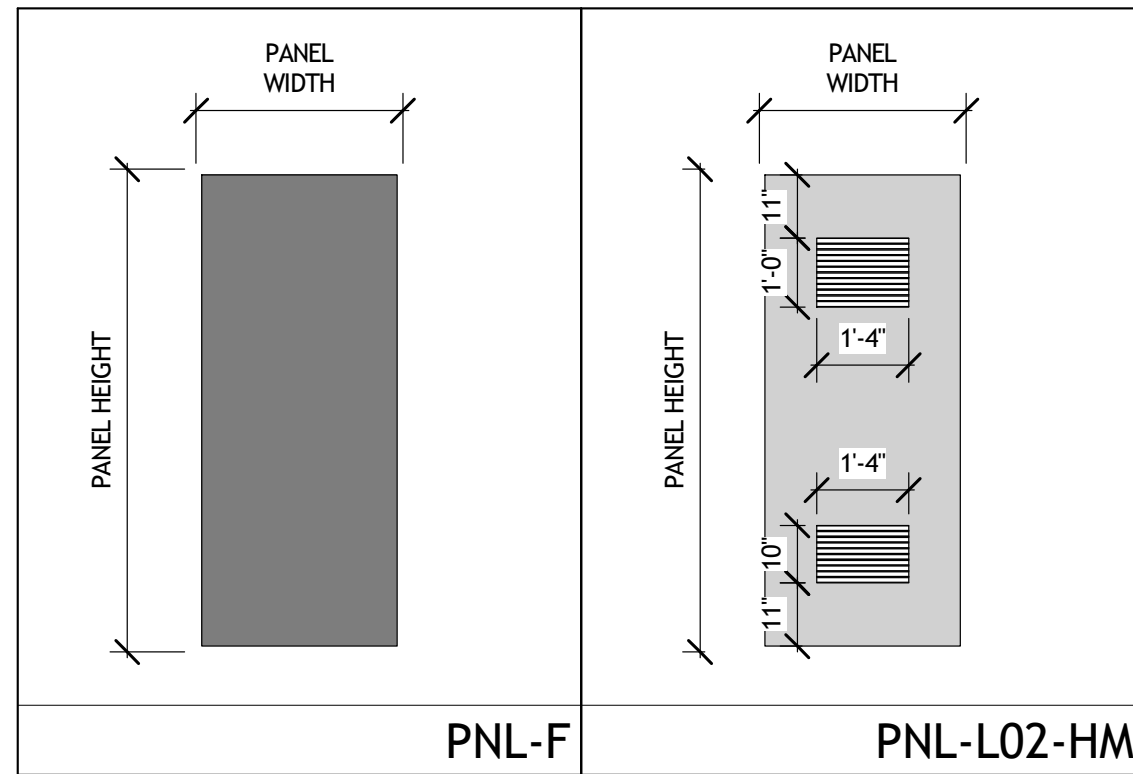 PANEL
WIDTH
PANEL HEIGHT
PNL-F
PANEL
WIDTH
PANEL HEIGHT
11"
1'-0"
1'-4"
1'-4"
10"
11"
PNL-L02-HM